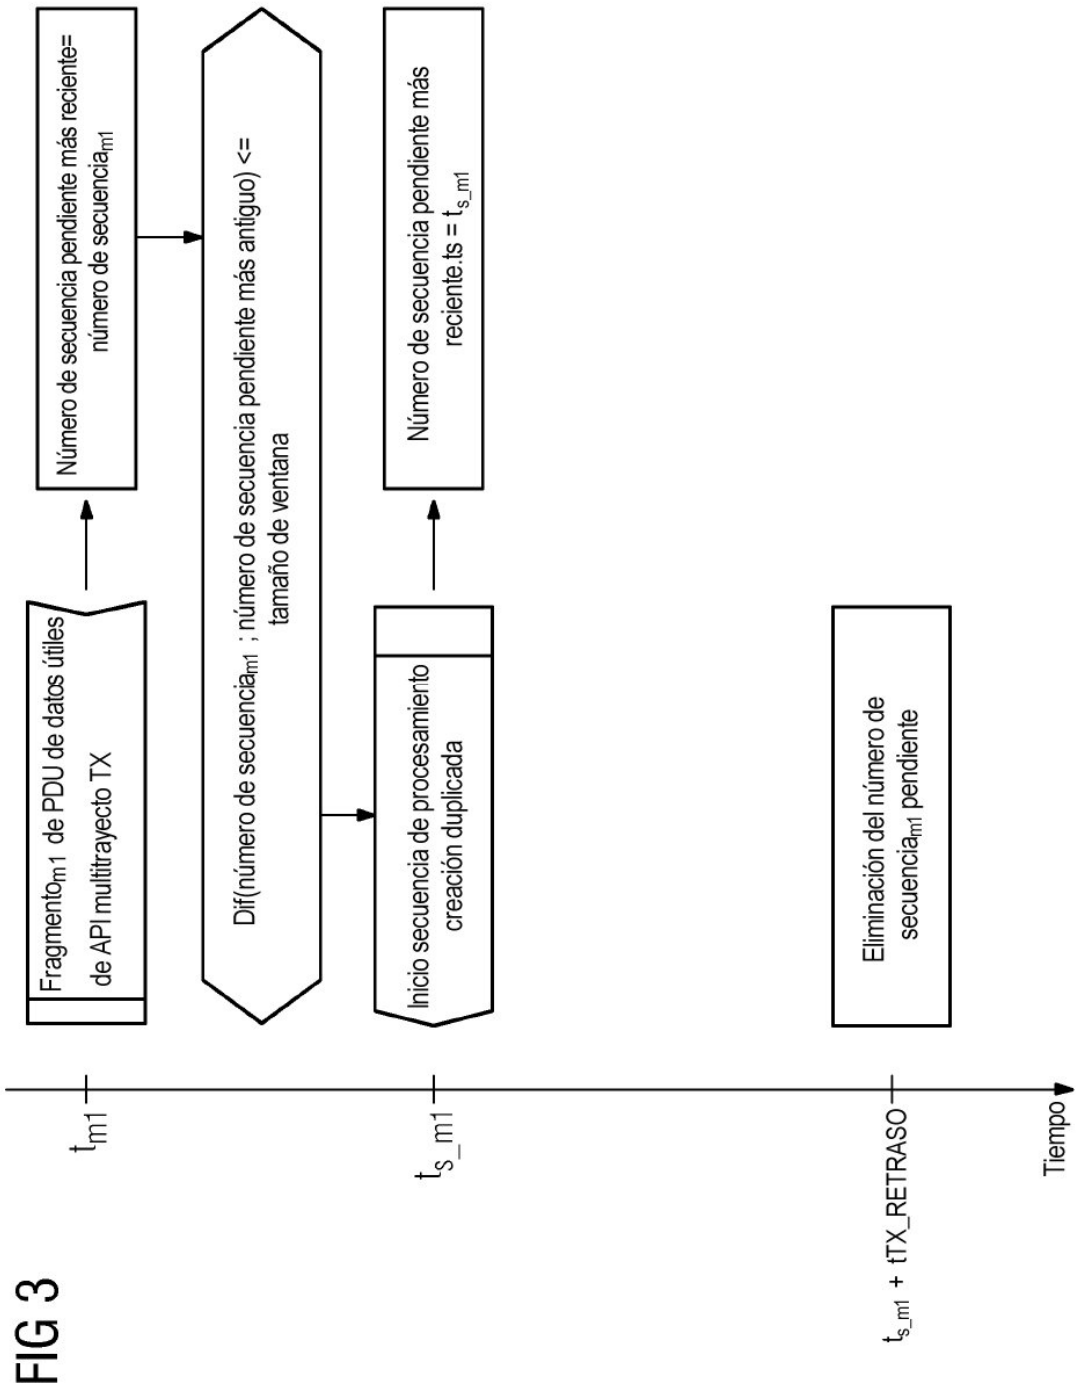 FIG 3
t_m1
Fragmento_m1 de PDU de datos útiles
de API multitrayecto TX
Número de secuencia pendiente más reciente=
número de secuencia_m1
Dif(número de secuencia_m1 ; número de secuencia pendiente más antiguo) <=
tamaño de ventana
t_s_m1
Inicio secuencia de procesamiento
creación duplicada
Número de secuencia pendiente más
reciente.ts = t_s_m1
t_s_m1 + tTX_RETRASO
Eliminación del número de
secuencia_m1 pendiente
Tiempo